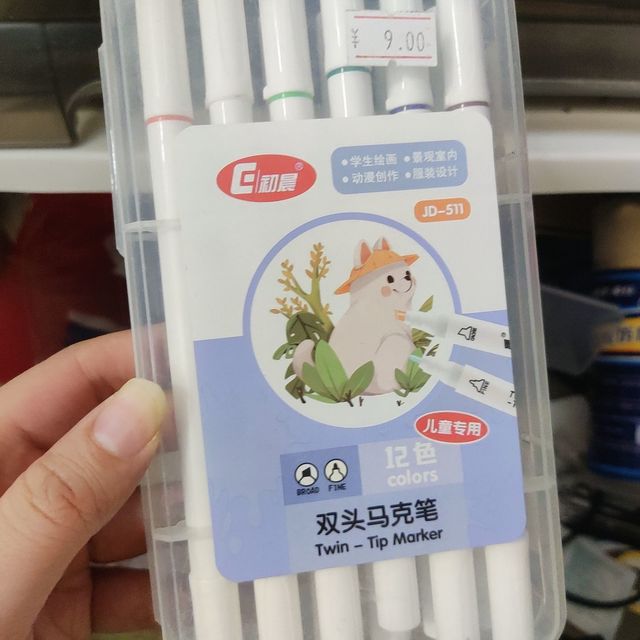 ¥ 9.00
初晨®
•学生绘画 •景观室内
•动漫创作 •服装设计
JD-511
儿童专用
12色
colors
BROAD FINE
双头马克笔
Twin - Tip Marker